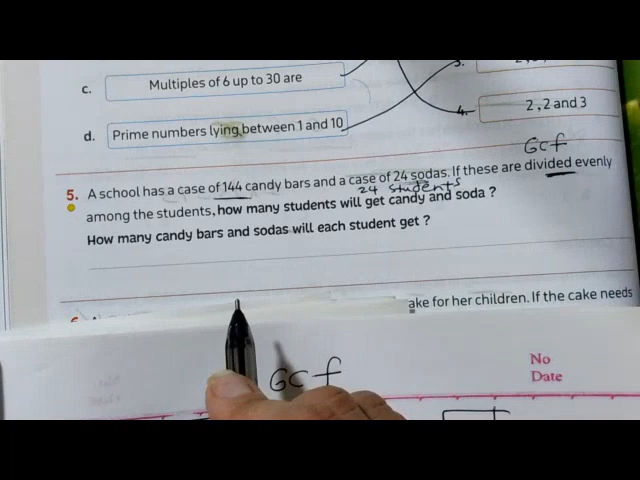 c. Multiples of 6 up to 30 are
3.
d. Prime numbers lying between 1 and 10
4. 2 , 2 and 3
GCf
5. A school has a case of 144 candy bars and a case of 24 sodas. If these are divided evenly
24 students
among the students, how many students will get candy and soda ?
How many candy bars and sodas will each student get ?
ake for her children. If the cake needs
GCf
No
Date